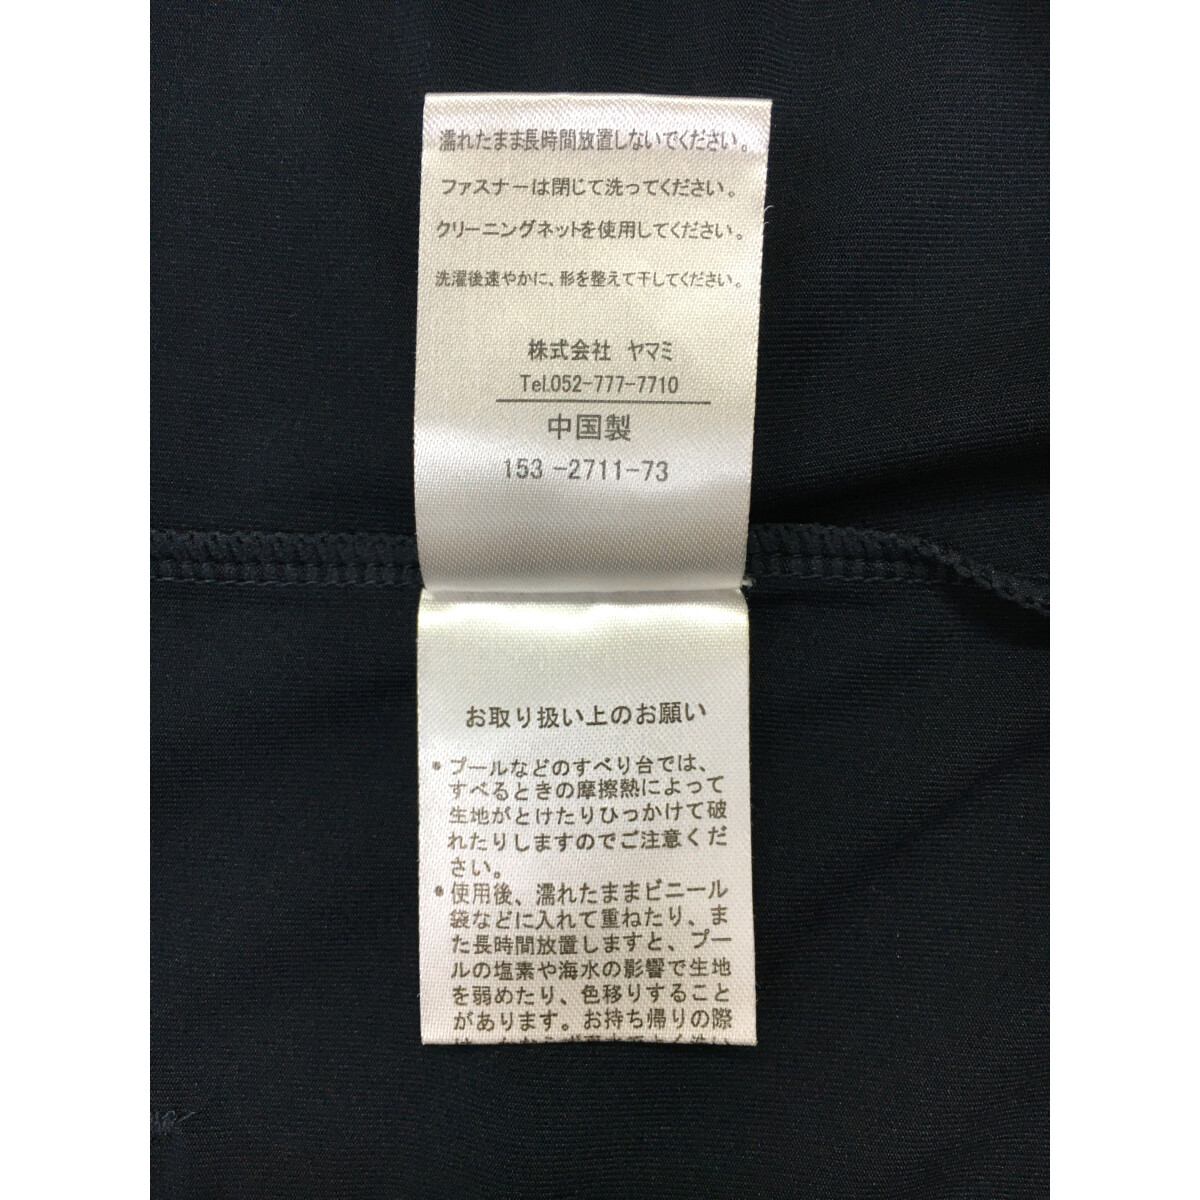 濡れたまま長時間放置しないでください。
ファスナーは閉じて洗ってください。
クリーニングネットを使用してください。
洗濯後速やかに、形を整えて干してください。
株式会社 ヤマミ
Tel.052-777-7710
中国製
153 -2711-73
お取り扱い上のお願い
• プールなどのすべり台では、
すべるときの摩擦熱によって
生地がとけたりひっかけて破
れたりしますのでご注意くだ
さい。
• 使用後、濡れたままビニール
袋などに入れて重ねたり、ま
た長時間放置しますと、プー
ルの塩素や海水の影響で生地
を弱めたり、色移りすること
があります。お持ち帰りの際